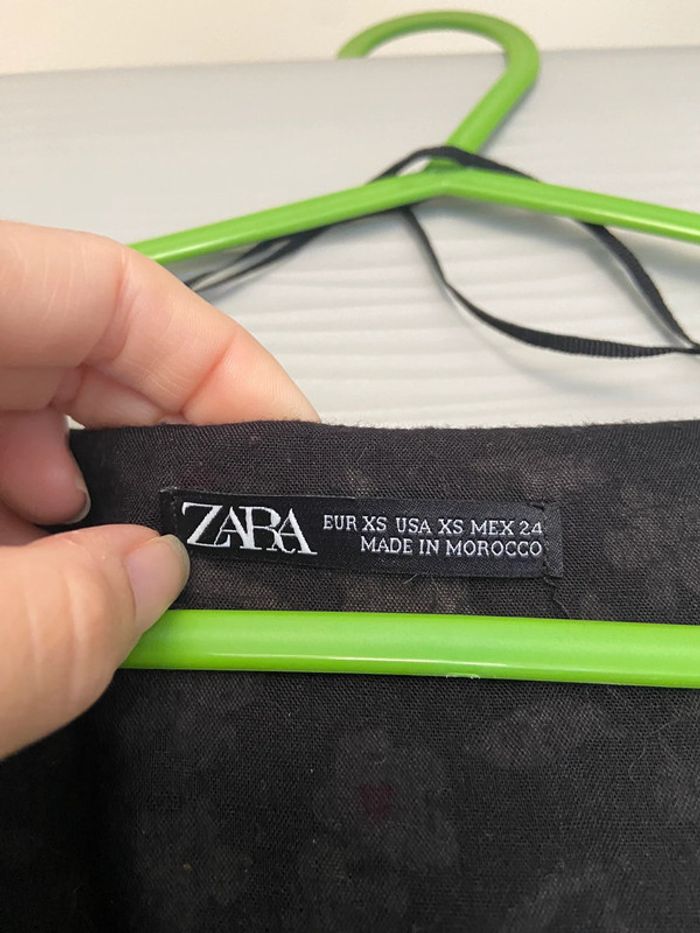 ZARA
EUR XS USA XS MEX 24
MADE IN MOROCCO